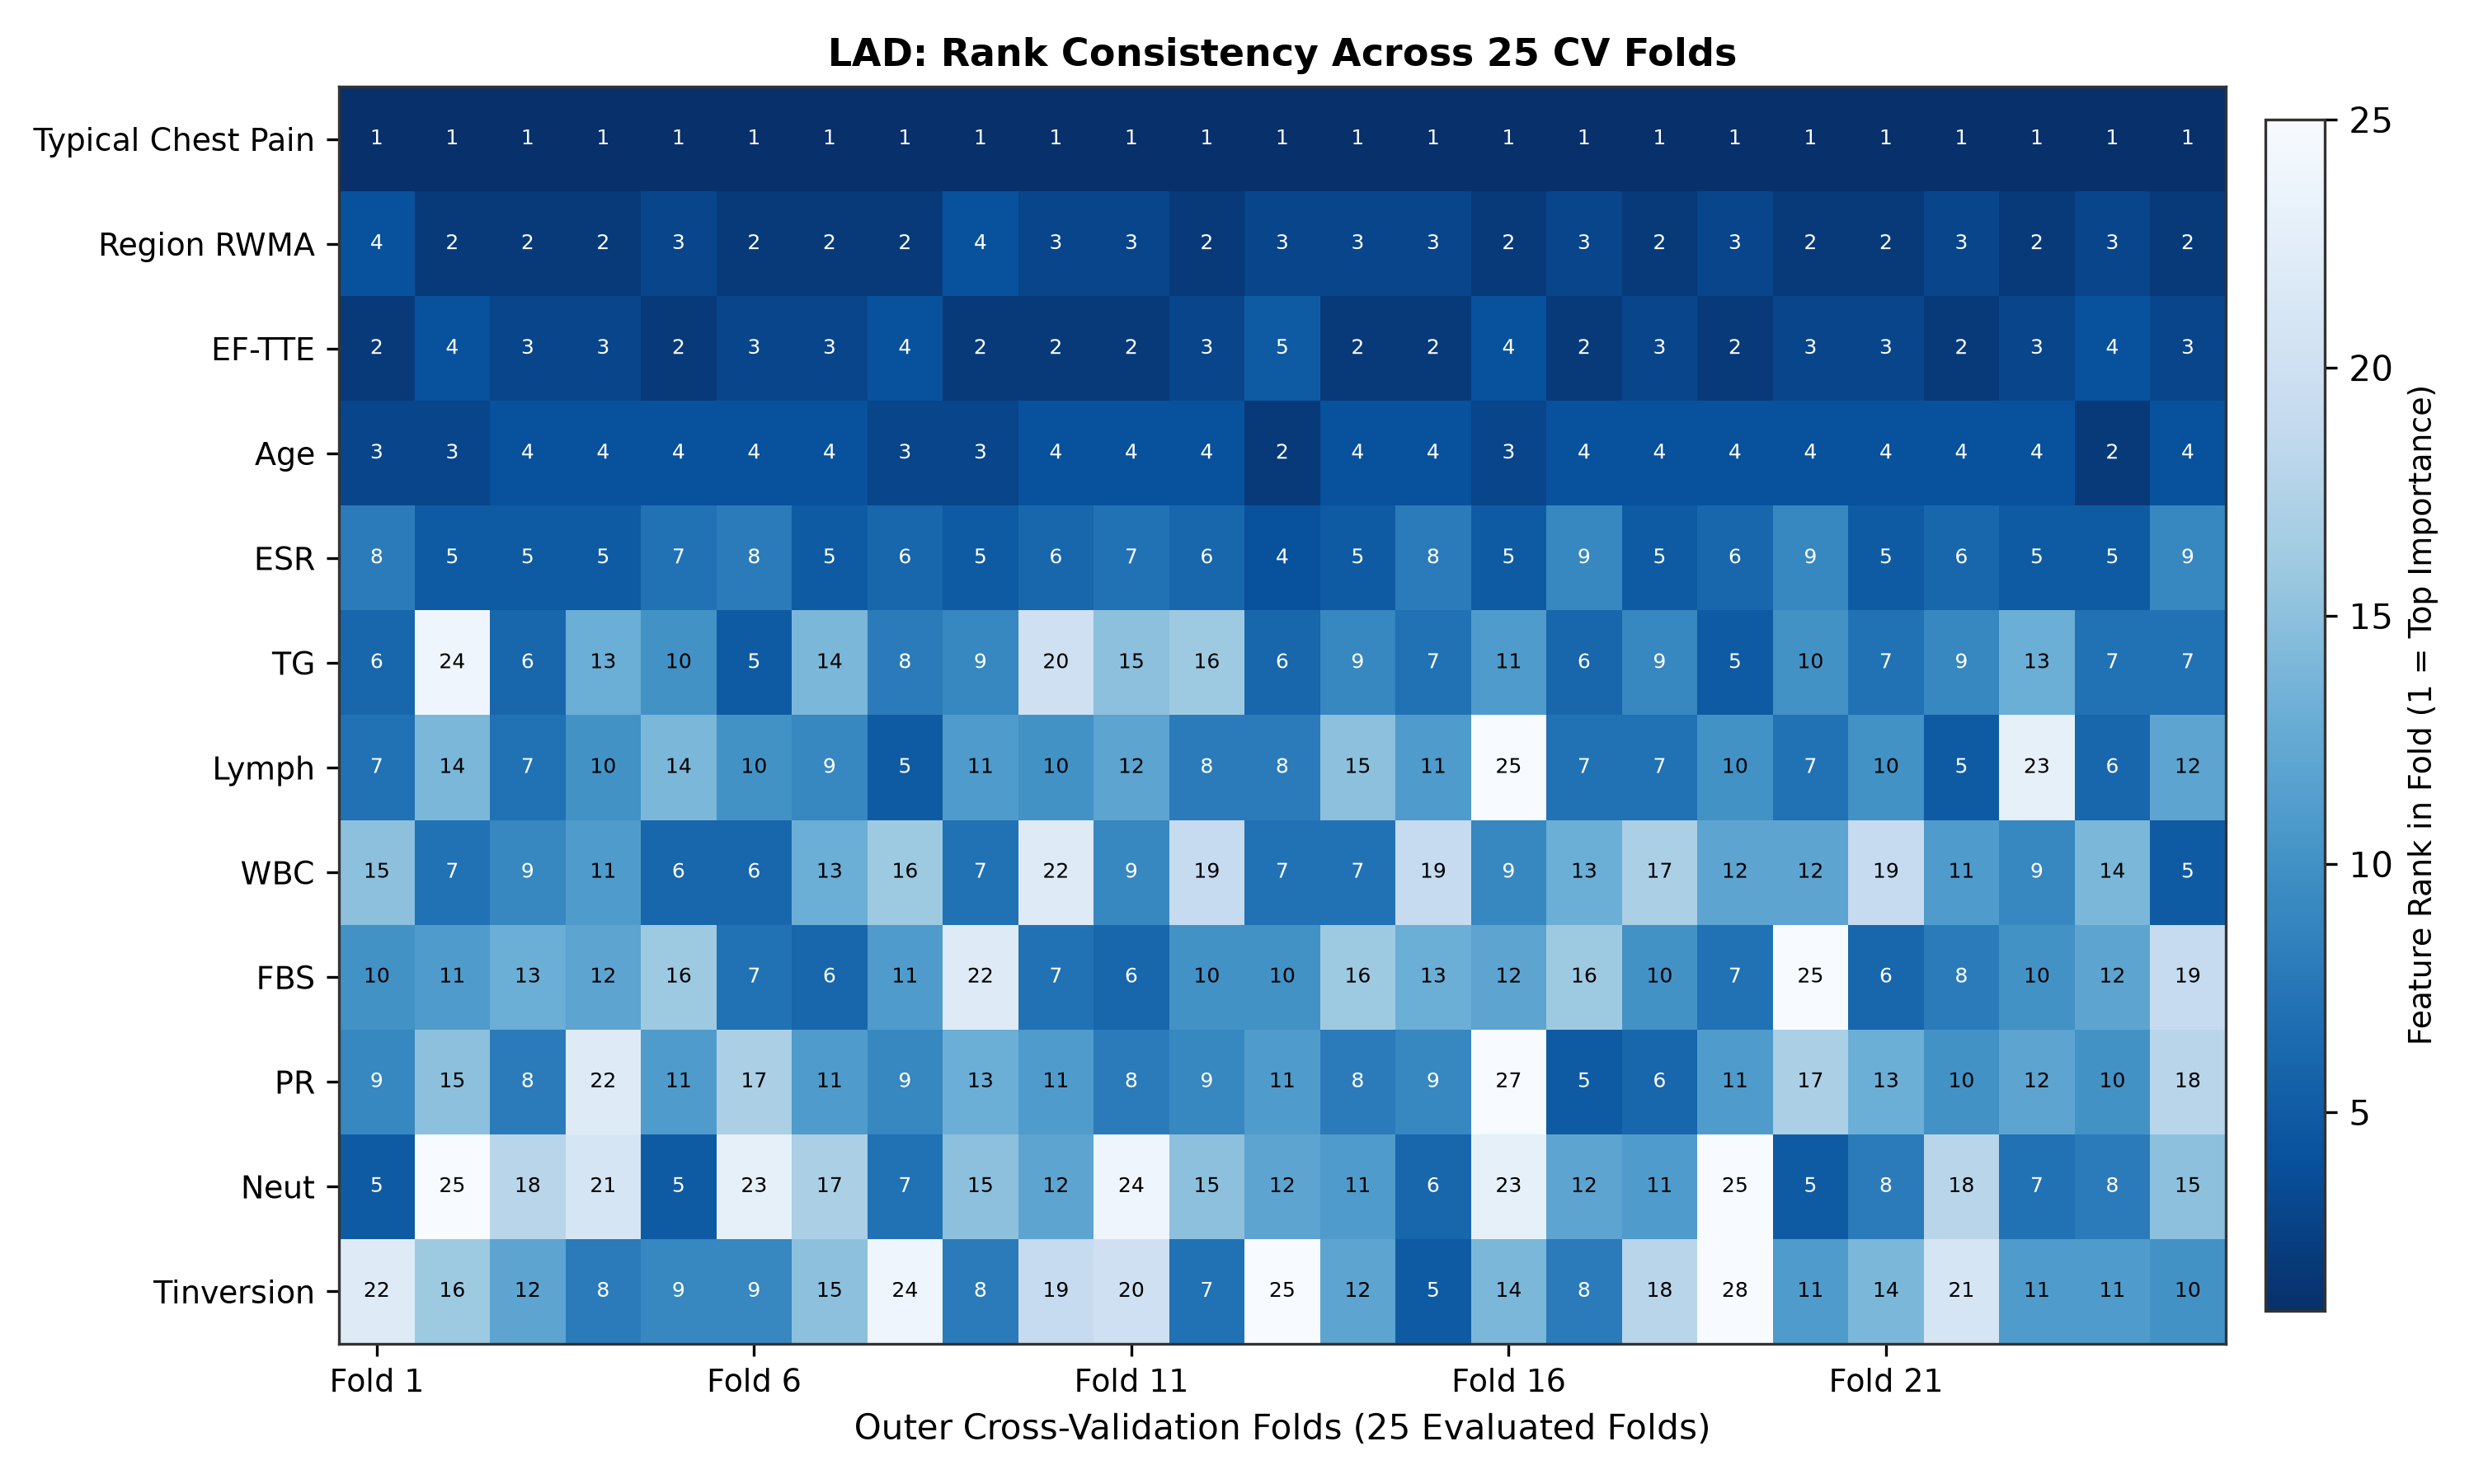 LAD: Rank Consistency Across 25 CV Folds
Typical Chest Pain 1 1 1 1 1 1 1 1 1 1 1 1 1 1 1 1 1 1 1 1 1 1 1 1 1
Region RWMA 4 2 2 2 3 2 2 2 4 3 3 2 3 3 3 2 3 2 3 2 2 3 2 3 2
EF-TTE 2 4 3 3 2 3 3 4 2 2 2 3 5 2 2 4 2 3 2 3 3 2 3 4 3
Age 3 3 4 4 4 4 4 3 3 4 4 4 2 4 4 3 4 4 4 4 4 4 4 2 4
ESR 8 5 5 5 7 8 5 6 5 6 7 6 4 5 8 5 9 5 6 9 5 6 5 5 9
TG 6 24 6 13 10 5 14 8 9 20 15 16 6 9 7 11 6 9 5 10 7 9 13 7 7
Lymph 7 14 7 10 14 10 9 5 11 10 12 8 8 15 11 25 7 7 10 7 10 5 23 6 12
WBC 15 7 9 11 6 6 13 16 7 22 9 19 7 7 19 9 13 17 12 12 19 11 9 14 5
FBS 10 11 13 12 16 7 6 11 22 7 6 10 10 16 13 12 16 10 7 25 6 8 10 12 19
PR 9 15 8 22 11 17 11 9 13 11 8 9 11 8 9 27 5 6 11 17 13 10 12 10 18
Neut 5 25 18 21 5 23 17 7 15 12 24 15 12 11 6 23 12 11 25 5 8 18 7 8 15
Tinversion 22 16 12 8 9 9 15 24 8 19 20 7 25 12 5 14 8 18 28 11 14 21 11 11 10
Fold 1 Fold 6 Fold 11 Fold 16 Fold 21
Outer Cross-Validation Folds (25 Evaluated Folds)
25
20
15
10
5
Feature Rank in Fold (1 = Top Importance)